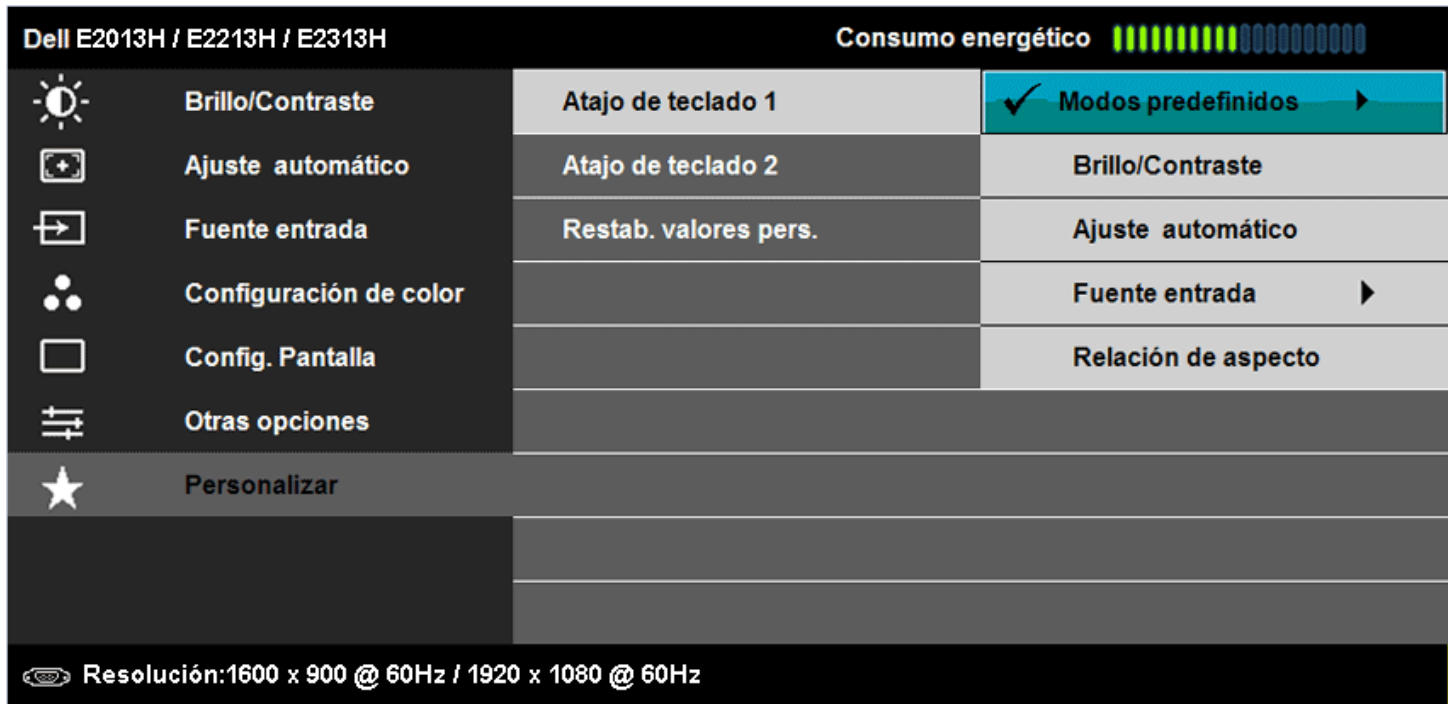 Dell E2013H / E2213H / E2313H Consumo energético
Brillo/Contraste Atajo de teclado 1 Modos predefinidos
Ajuste automático Atajo de teclado 2 Brillo/Contraste
Fuente entrada Restab. valores pers. Ajuste automático
Configuración de color Fuente entrada
Config. Pantalla Relación de aspecto
Otras opciones
Personalizar
Resolución:1600 x 900 @ 60Hz / 1920 x 1080 @ 60Hz